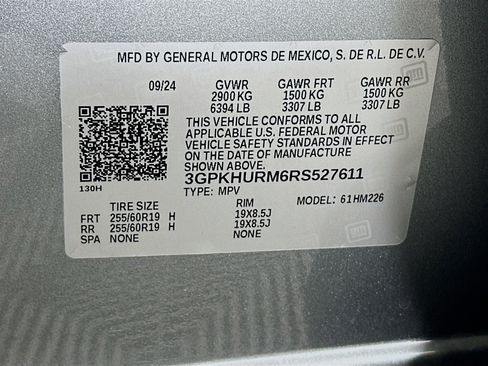 MFD BY GENERAL MOTORS DE MEXICO, S. DE R.L. DE C.V.
09/24 GVWR GAWR FRT GAWR RR
2900 KG 1500 KG 1500 KG
6394 LB 3307 LB 3307 LB
THIS VEHICLE CONFORMS TO ALL
APPLICABLE U.S. FEDERAL MOTOR
VEHICLE SAFETY STANDARDS IN EFFECT
ON THE DATE OF MANUFACTURE
SHOWN ABOVE.
3GPKHURM6RS527611
130H TYPE: MPV
TIRE SIZE RIM MODEL: 61HM226
FRT 255/60R19 H 19X8.5J
RR 255/60R19 H 19X8.5J
SPA NONE NONE